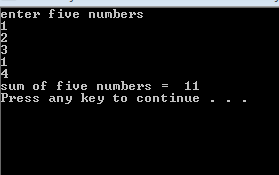 enter five numbers
1
2
3
1
4
sum of five numbers =  11
Press any key to continue . . .